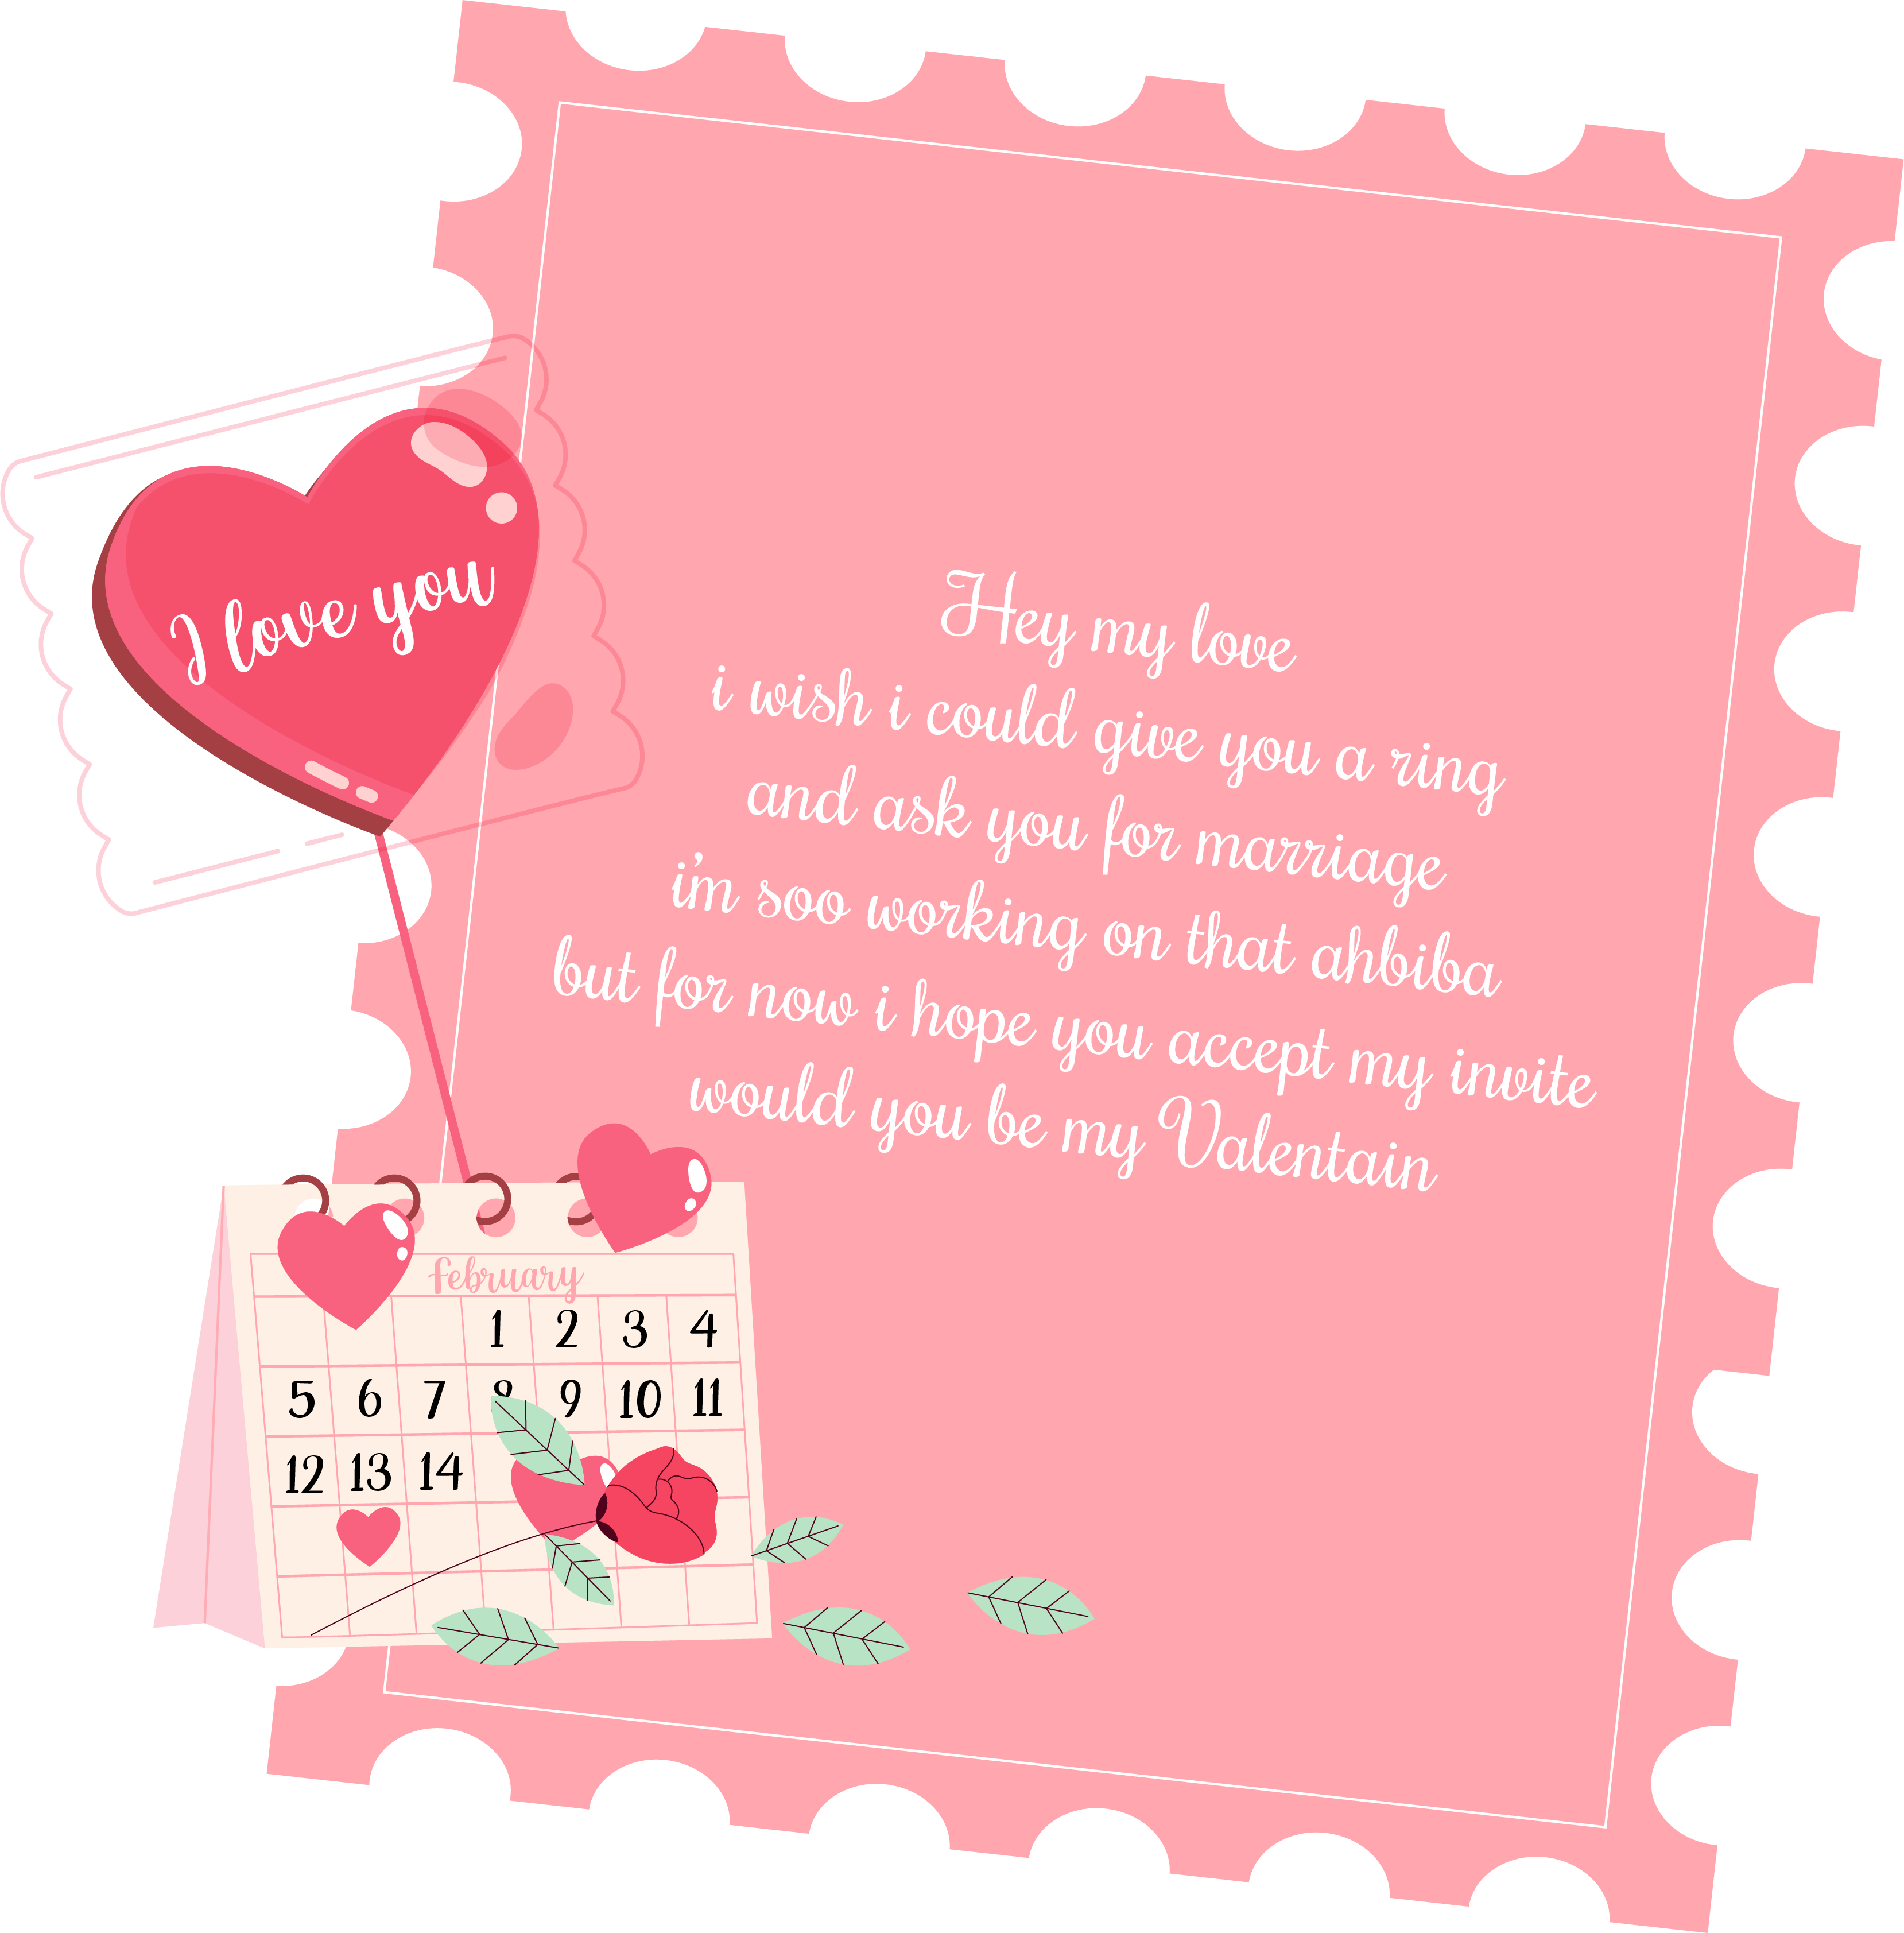 I love you
Hey my love
i wish i could give you a ring
and ask you for marriage
i'm soo working on that ahbiba
but for now i hope you accept my invite
would you be my Valentain
february
1 2 3 4
5 6 7 8 9 10 11
12 13 14